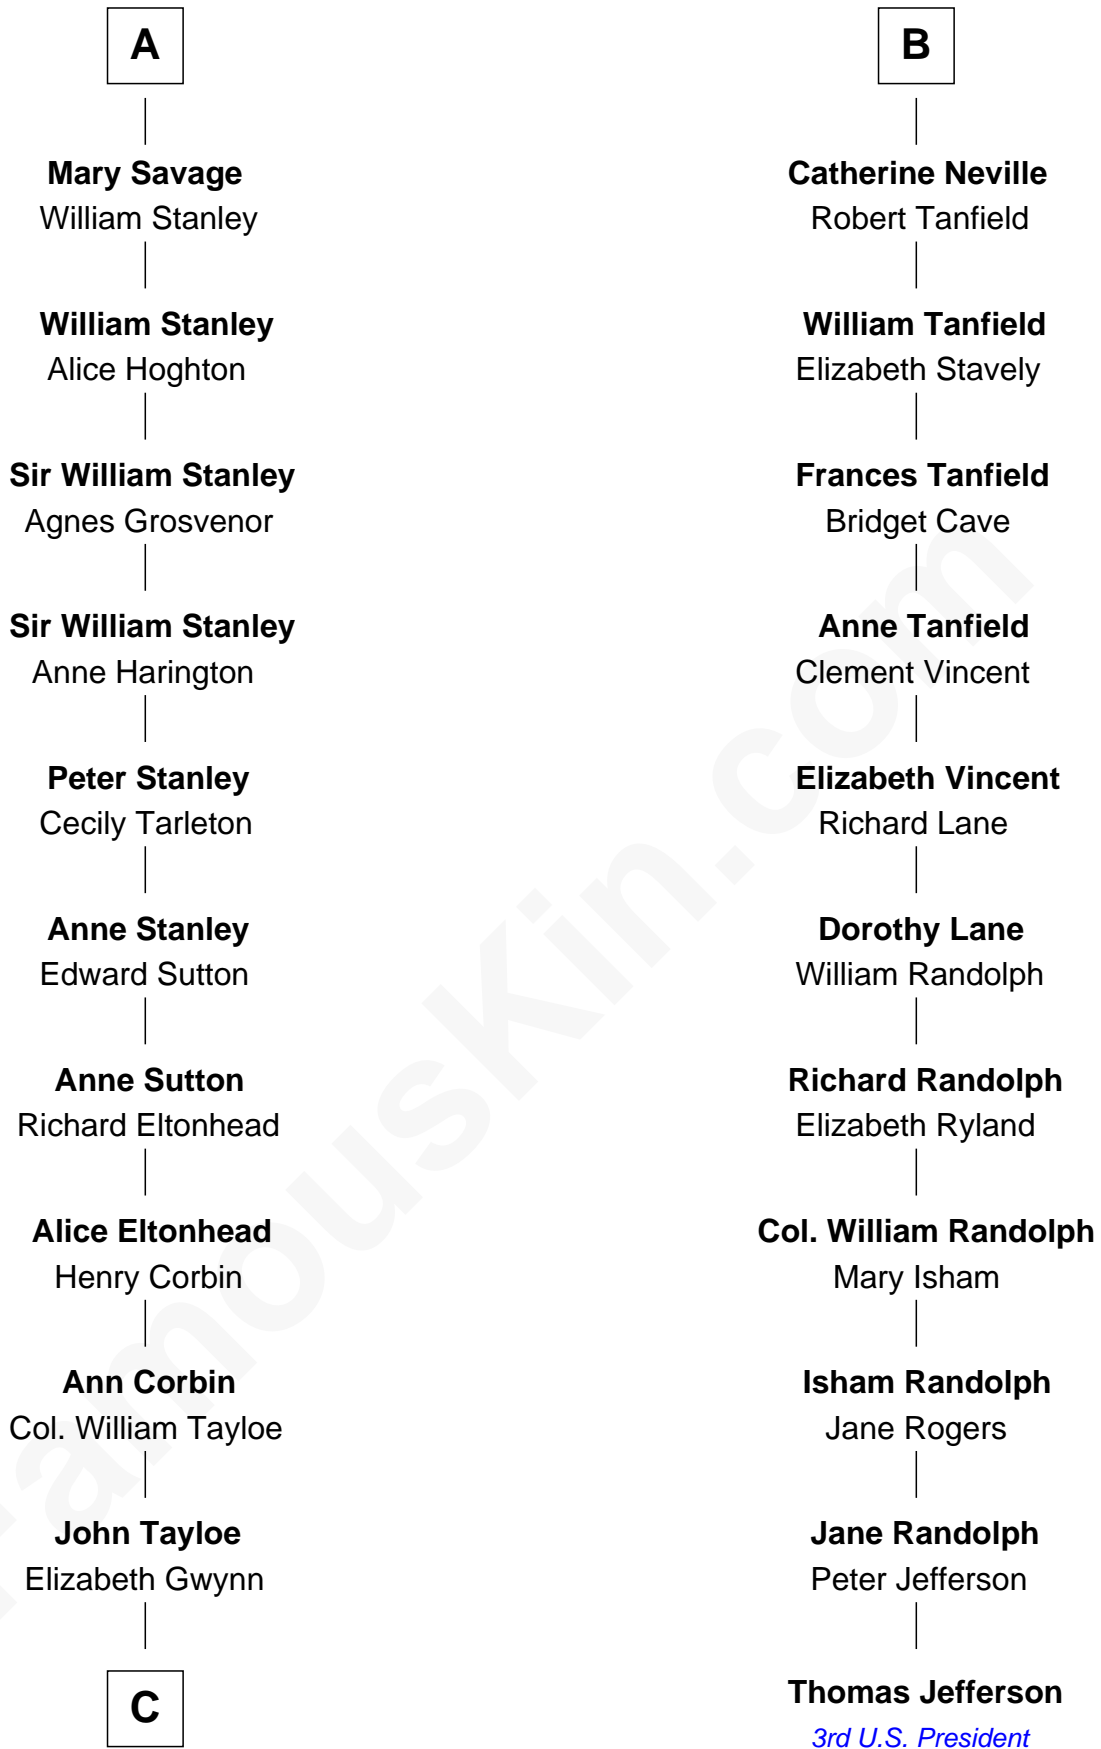 A
Mary Savage
William Stanley
William Stanley
Alice Hoghton
Sir William Stanley
Agnes Grosvenor
Sir William Stanley
Anne Harington
Peter Stanley
Cecily Tarleton
Anne Stanley
Edward Sutton
Anne Sutton
Richard Eltonhead
Alice Eltonhead
Henry Corbin
Ann Corbin
Col. William Tayloe
John Tayloe
Elizabeth Gwynn
C
B
Catherine Neville
Robert Tanfield
William Tanfield
Elizabeth Stavely
Frances Tanfield
Bridget Cave
Anne Tanfield
Clement Vincent
Elizabeth Vincent
Richard Lane
Dorothy Lane
William Randolph
Richard Randolph
Elizabeth Ryland
Col. William Randolph
Mary Isham
Isham Randolph
Jane Rogers
Jane Randolph
Peter Jefferson
Thomas Jefferson
3rd U.S. President
FamousKin.com